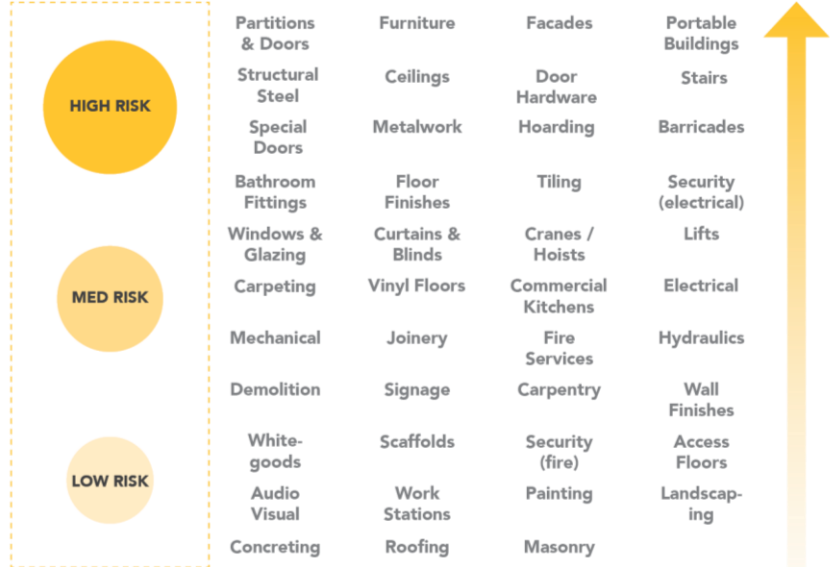 Partitions & Doors
Furniture
Facades
Portable Buildings
HIGH RISK
Structural Steel
Ceilings
Door Hardware
Stairs
Special Doors
Metalwork
Hoarding
Barricades
Bathroom Fittings
Floor Finishes
Tiling
Security (electrical)
Windows & Glazing
Curtains & Blinds
Cranes / Hoists
Lifts
MED RISK
Carpeting
Vinyl Floors
Commercial Kitchens
Electrical
Mechanical
Joinery
Fire Services
Hydraulics
Demolition
Signage
Carpentry
Wall Finishes
White-goods
Scaffolds
Security (fire)
Access Floors
LOW RISK
Audio Visual
Work Stations
Painting
Landscap-ing
Concreting
Roofing
Masonry